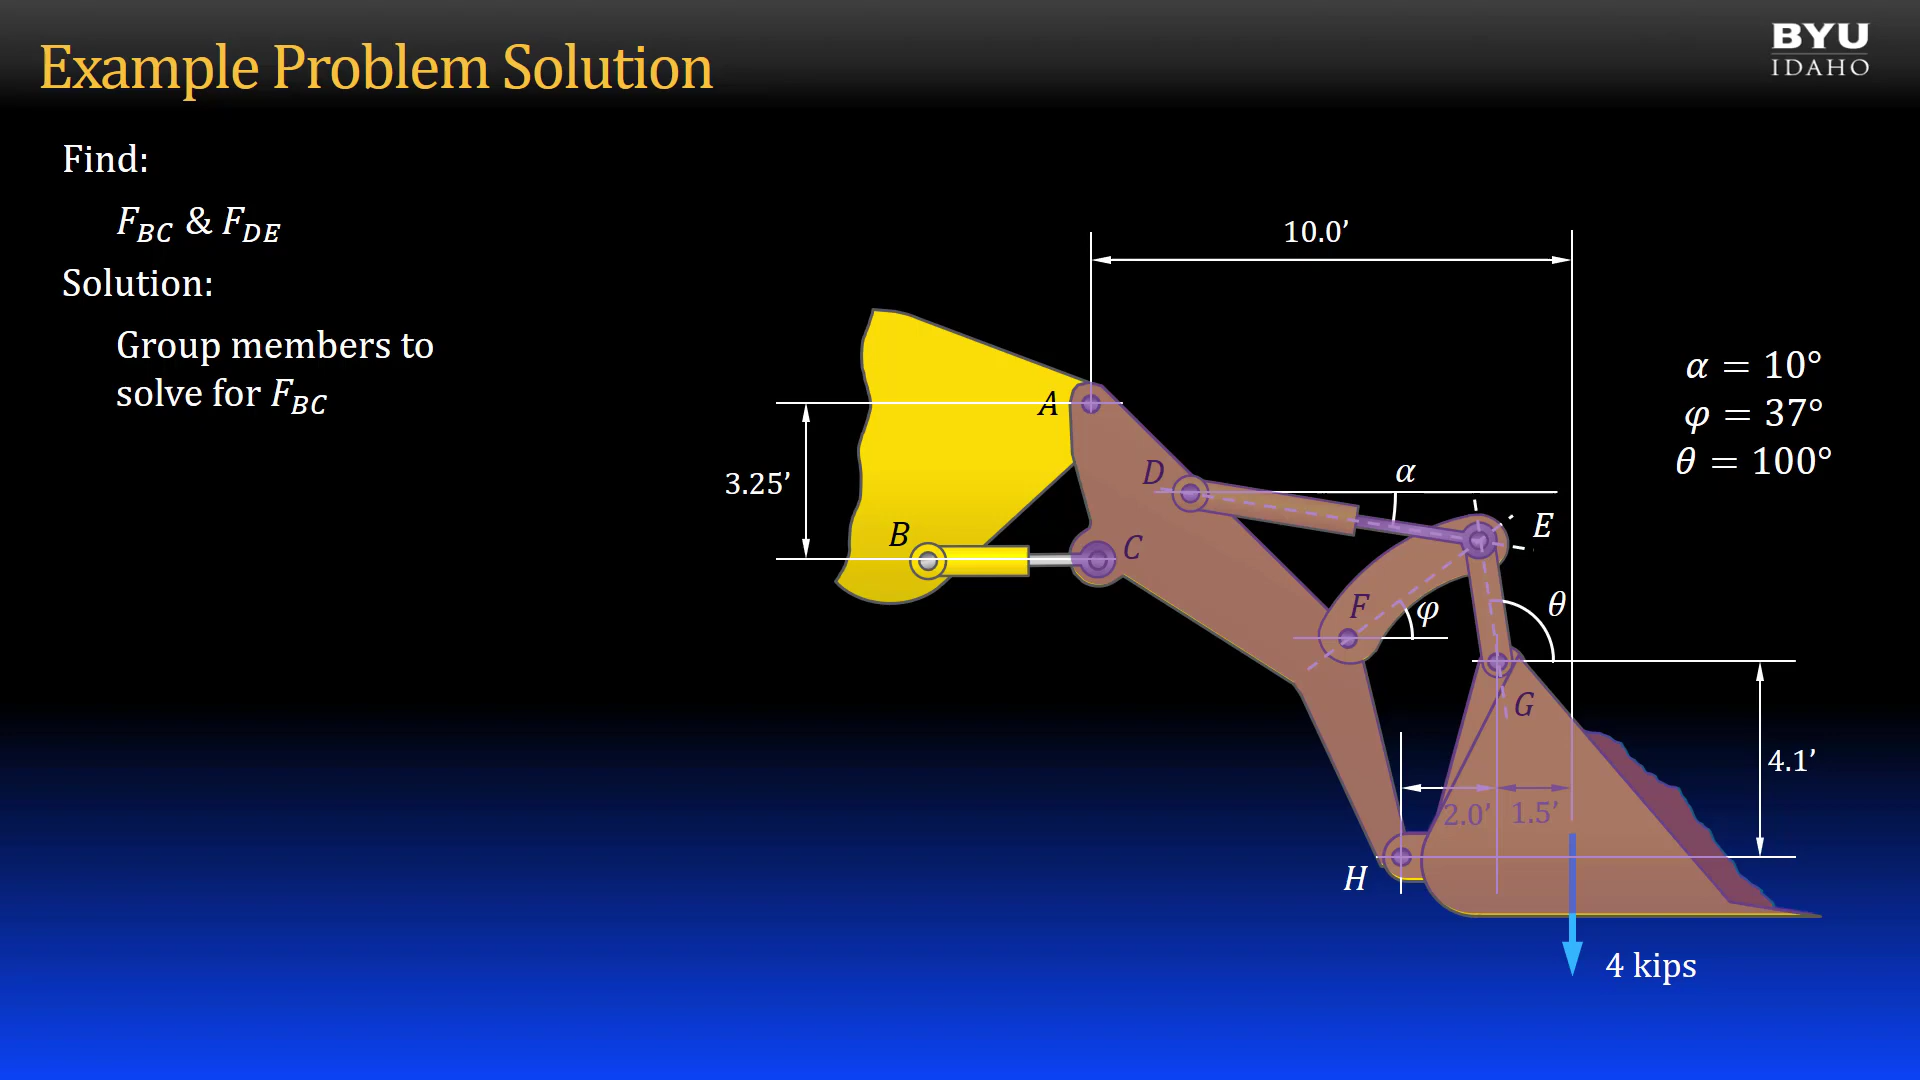 Example Problem Solution
BYU
IDAHO
Find:
F_BC & F_DE
Solution:
Group members to
solve for F_BC
10.0’
α = 10°
φ = 37°
θ = 100°
A
3.25’
D
α
B
C
E
F
φ
θ
G
4.1’
2.0’
1.5’
H
4 kips